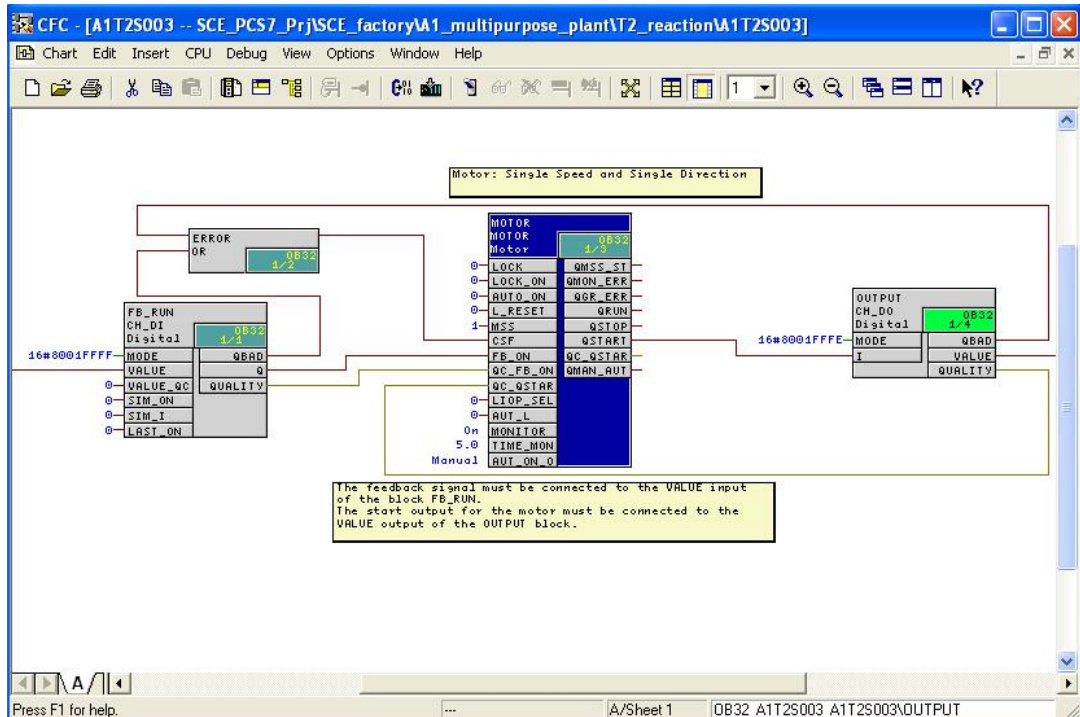 CFC - [A1T2S003 -- SCE_PCS7_Prj\SCE_factory\A1_multipurpose_plant\T2_reaction\A1T2S003]
Chart Edit Insert CPU Debug View Options Window Help
1
Motor: Single Speed and Single Direction
ERROR
OR
OB32
1/2
MOTOR
MOTOR
Motor
OB32
1/3
0 LOCK QMSS_ST
0 LOCK_ON QMON_ERR
0 AUTO_ON QGR_ERR
0 L_RESET QRUN
1 MSS QSTOP
CSF QSTART
FB_ON QC_QSTAR
QC_FB_ON QMAN_AUT
QC_QSTAR
0 LIOP_SEL
0 AUT_L
On MONITOR
5.0 TIME_MON
Manual AUT_ON_O
FB_RUN
CH_DI
Digital
OB32
1/1
16#8001FFFF MODE QBAD
VALUE Q
0 VALUE_QC QUALITY
0 SIM_ON
0 SIM_I
0 LAST_ON
OUTPUT
CH_DO
Digital
OB32
1/4
16#8001FFFE MODE QBAD
I VALUE
QUALITY
The feedback signal must be connected to the VALUE input
of the block FB_RUN.
The start output for the motor must be connected to the
VALUE output of the OUTPUT block.
A
Press F1 for help. --- A/Sheet 1 OB32 A1T2S003 A1T2S003\OUTPUT